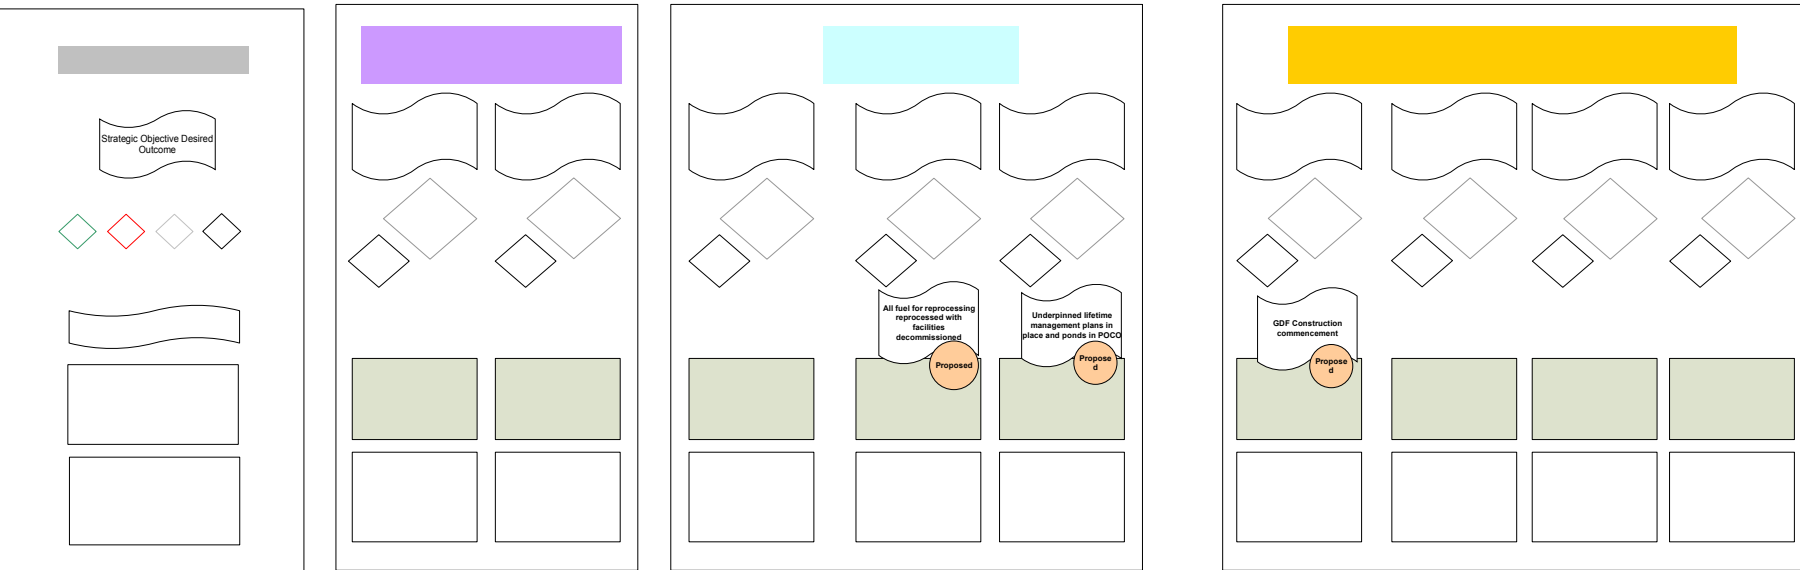 Strategic Objective Desired
Outcome
All fuel for reprocessing
reprocessed with
facilities
decommissioned
Proposed
Underpinned lifetime
management plans in
place and ponds in POCO
Propose
d
GDF Construction
commencement
Propose
d